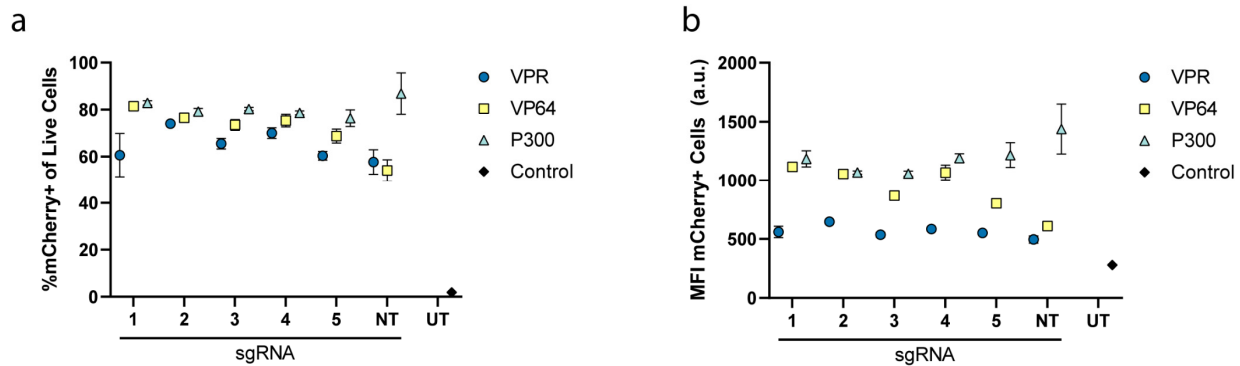 a
%mCherry+ of Live Cells
100
80
60
40
20
0
1 2 3 4 5 NT UT
sgRNA
VPR
VP64
P300
Control
b
MFI mCherry+ Cells (a.u.)
2000
1500
1000
500
0
1 2 3 4 5 NT UT
sgRNA
VPR
VP64
P300
Control